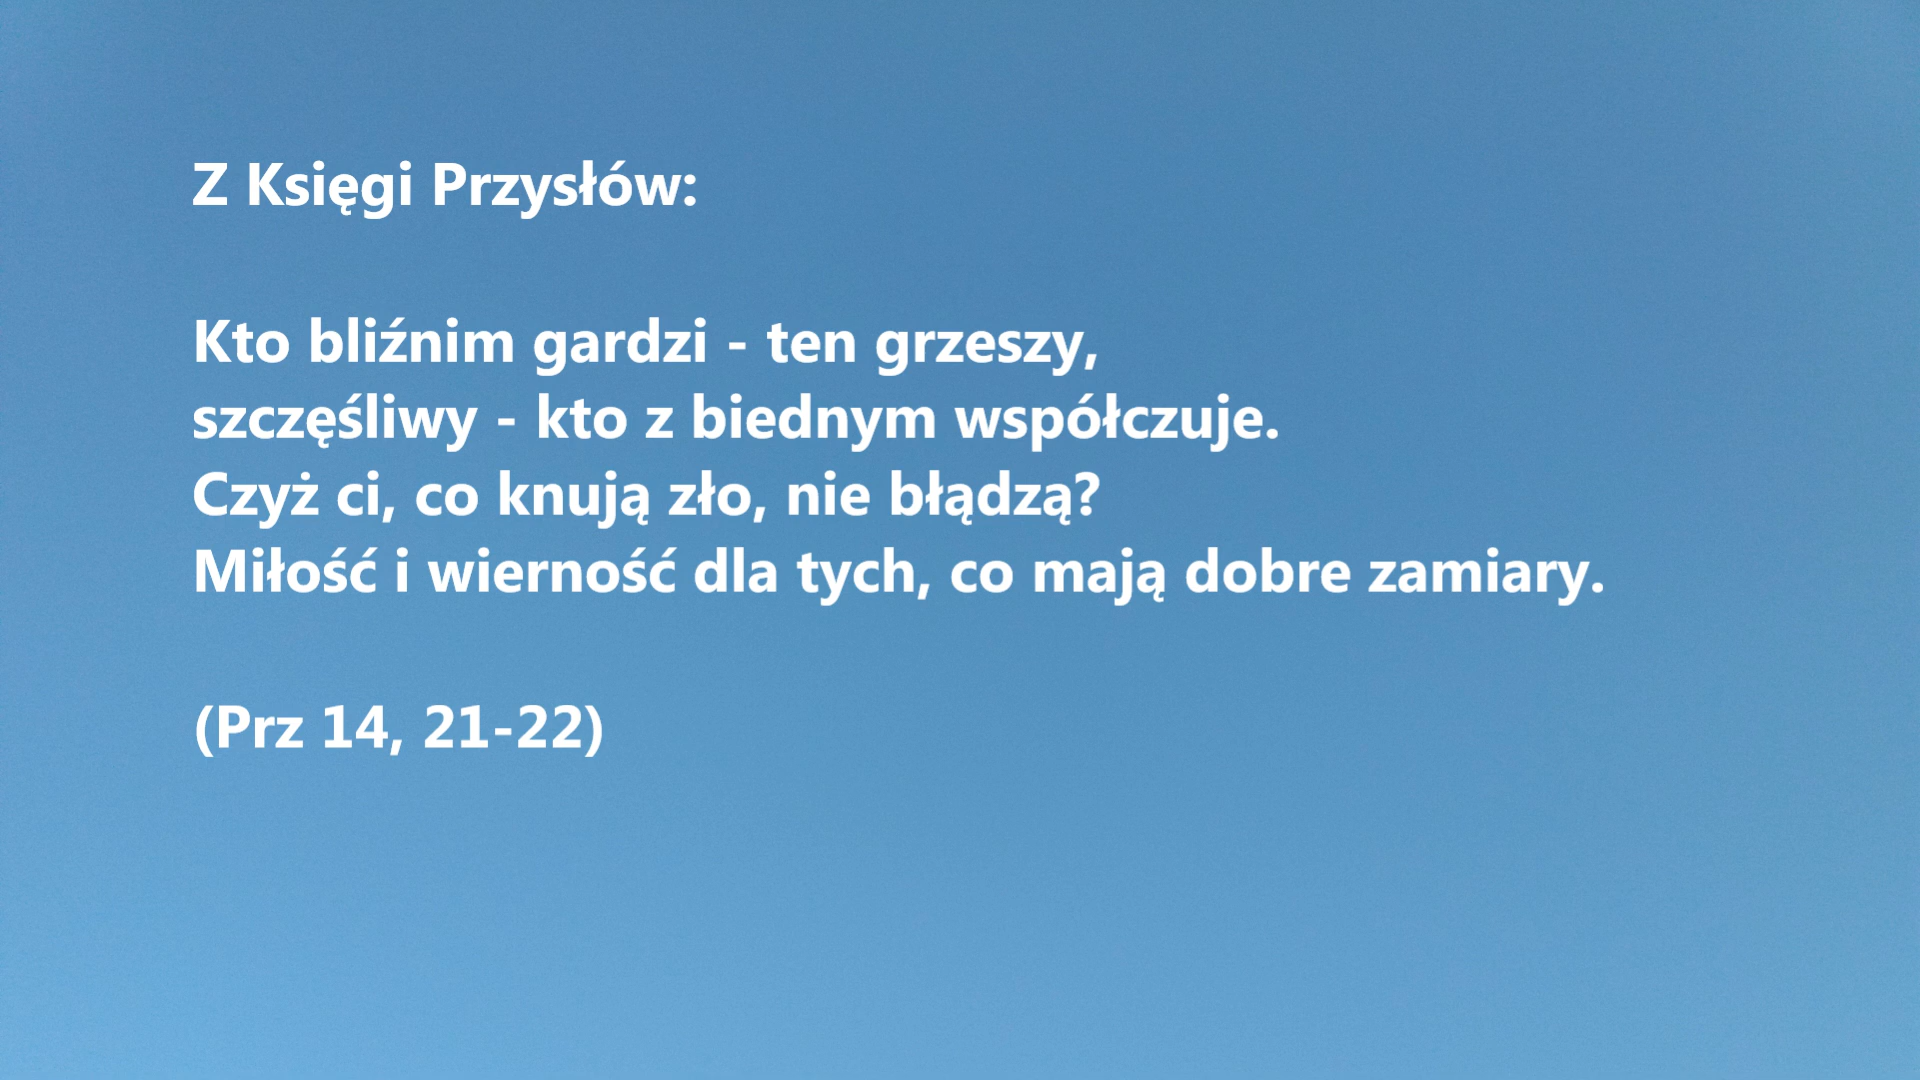 Z Księgi Przysłów:
Kto bliźnim gardzi - ten grzeszy,
szczęśliwy - kto z biednym współczuje.
Czyż ci, co knują zło, nie błądzą?
Miłość i wierność dla tych, co mają dobre zamiary.
(Prz 14, 21-22)